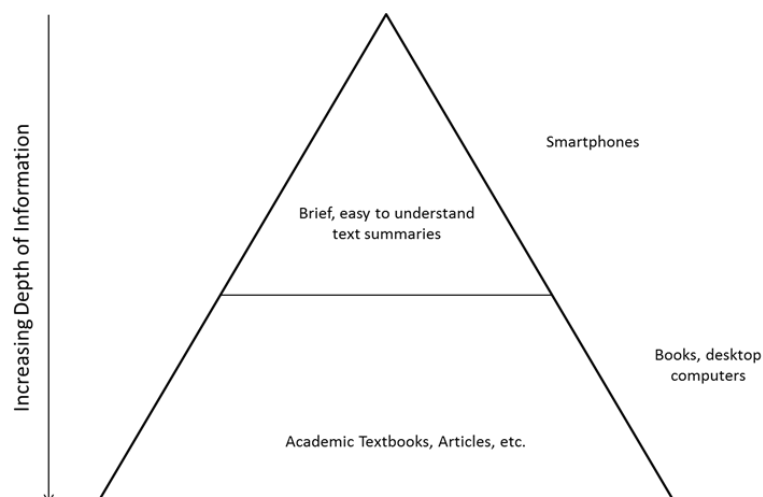 Increasing Depth of Information
Smartphones
Brief, easy to understand
text summaries
Books, desktop
computers
Academic Textbooks, Articles, etc.